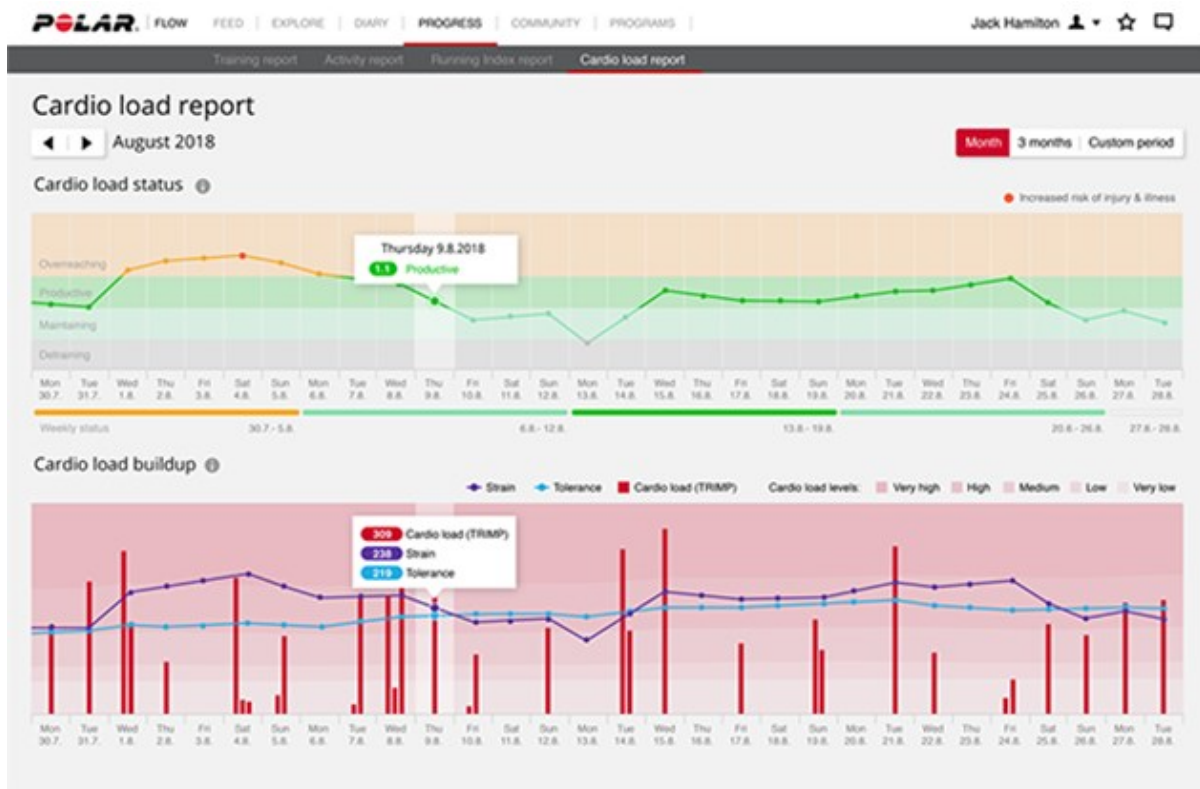 POLAR. FLOW FEED EXPLORE DIARY PROGRESS COMMUNITY PROGRAMS Jack Hamilton
Training report Activity report Running Index report Cardio load report
Cardio load report
August 2018
Month 3 months Custom period
Cardio load status
Increased risk of injury & illness
Thursday 9.8.2018
1.1 Productive
Overreaching
Productive
Maintaining
Detraining
Mon Tue Wed Thu Fri Sat Sun Mon Tue Wed Thu Fri Sat Sun Mon Tue Wed Thu Fri Sat Sun Mon Tue Wed Thu Fri Sat Sun Mon Tue
30.7. 31.7. 1.8. 2.8. 3.8. 4.8. 5.8. 6.8. 7.8. 8.8. 9.8. 10.8. 11.8. 12.8. 13.8. 14.8. 15.8. 16.8. 17.8. 18.8. 19.8. 20.8. 21.8. 22.8. 23.8. 24.8. 25.8. 26.8. 27.8. 28.8.
Weekly status 30.7.- 5.8. 6.8.- 12.8. 13.8.- 19.8. 20.8.- 26.8. 27.8.- 28.8.
Cardio load buildup
Strain Tolerance Cardio load (TRIMP) Cardio load levels: Very high High Medium Low Very low
309 Cardio load (TRIMP)
238 Strain
219 Tolerance
Mon Tue Wed Thu Fri Sat Sun Mon Tue Wed Thu Fri Sat Sun Mon Tue Wed Thu Fri Sat Sun Mon Tue Wed Thu Fri Sat Sun Mon Tue
30.7. 31.7. 1.8. 2.8. 3.8. 4.8. 5.8. 6.8. 7.8. 8.8. 9.8. 10.8. 11.8. 12.8. 13.8. 14.8. 15.8. 16.8. 17.8. 18.8. 19.8. 20.8. 21.8. 22.8. 23.8. 24.8. 25.8. 26.8. 27.8. 28.8.